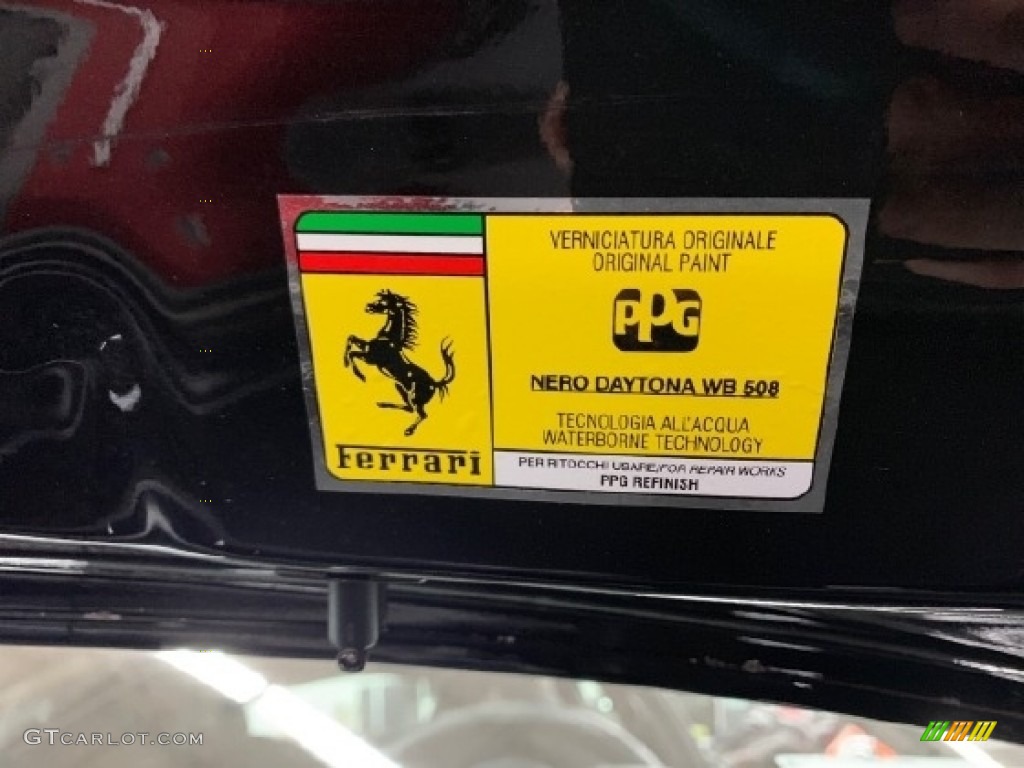 VERNICIATURA ORIGINALE
ORIGINAL PAINT
PPG
NERO DAYTONA WB 508
TECNOLOGIA ALL'ACQUA
WATERBORNE TECHNOLOGY
Ferrari
PER RITOCCHI USARE/FOR REPAIR WORKS
PPG REFINISH
GTCARLOT.COM